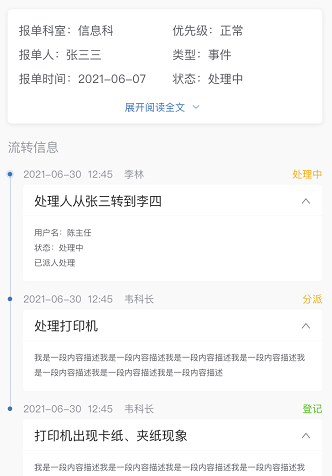 报单科室：信息科 优先级：正常
报单人：张三三 类型：事件
报单时间：2021-06-07 状态：处理中
展开阅读全文
流转信息
2021-06-30 12:45 李林 处理中
处理人从张三转到李四
用户名：陈主任
状态：处理中
已派人处理
2021-06-30 12:45 韦科长 分派
处理打印机
我是一段内容描述我是一段内容描述我是一段内容描述我是一段内容描述我
是一段内容描述我是一段内容描述我是一段内容描述
2021-06-30 12:45 韦科长 登记
打印机出现卡纸、夹纸现象
我是一段内容描述我是一段内容描述我是一段内容描述我是一段内容描述我